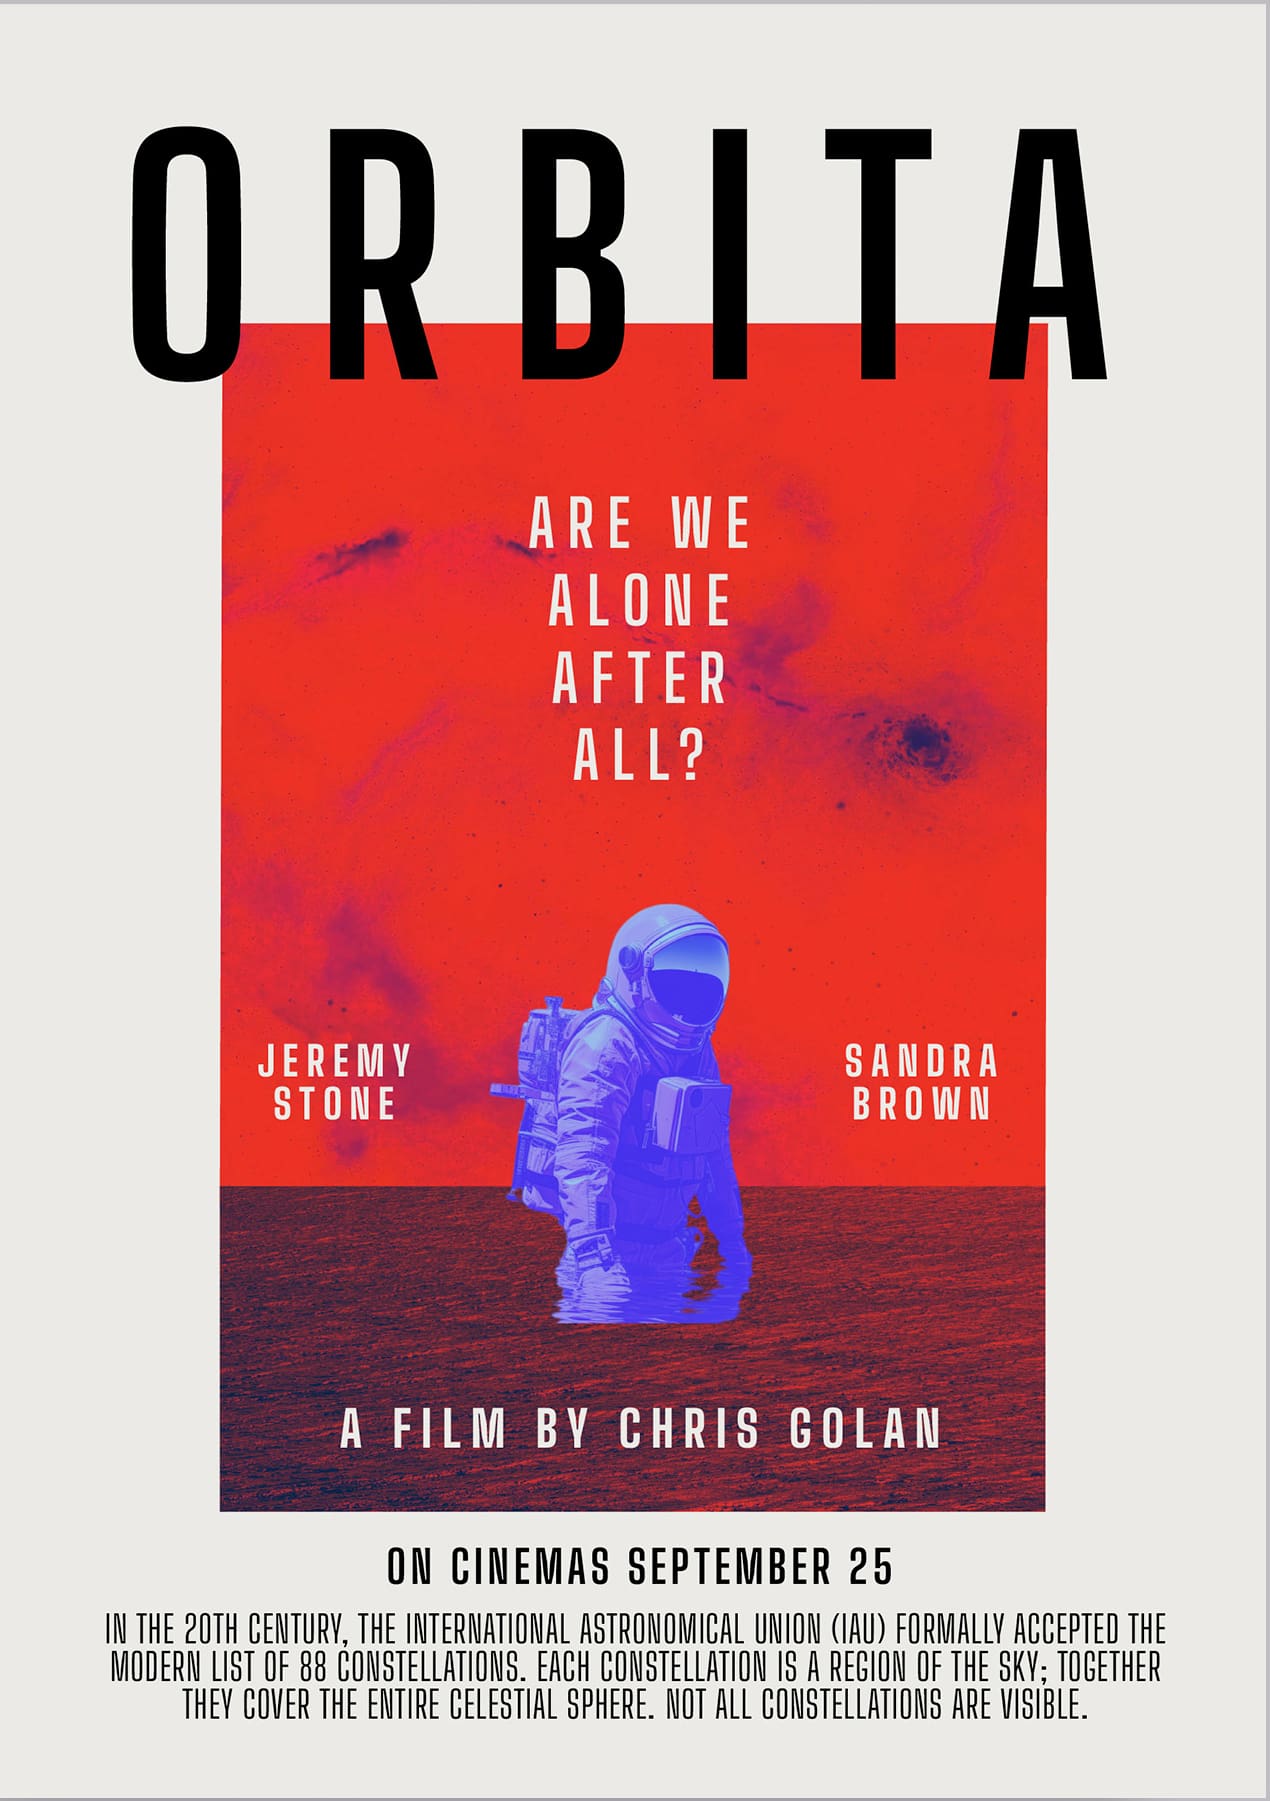 ORBITA
ARE WE
ALONE
AFTER
ALL?
JEREMY
STONE
SANDRA
BROWN
A FILM BY CHRIS GOLAN
ON CINEMAS SEPTEMBER 25
IN THE 20TH CENTURY, THE INTERNATIONAL ASTRONOMICAL UNION (IAU) FORMALLY ACCEPTED THE
MODERN LIST OF 88 CONSTELLATIONS. EACH CONSTELLATION IS A REGION OF THE SKY; TOGETHER
THEY COVER THE ENTIRE CELESTIAL SPHERE. NOT ALL CONSTELLATIONS ARE VISIBLE.